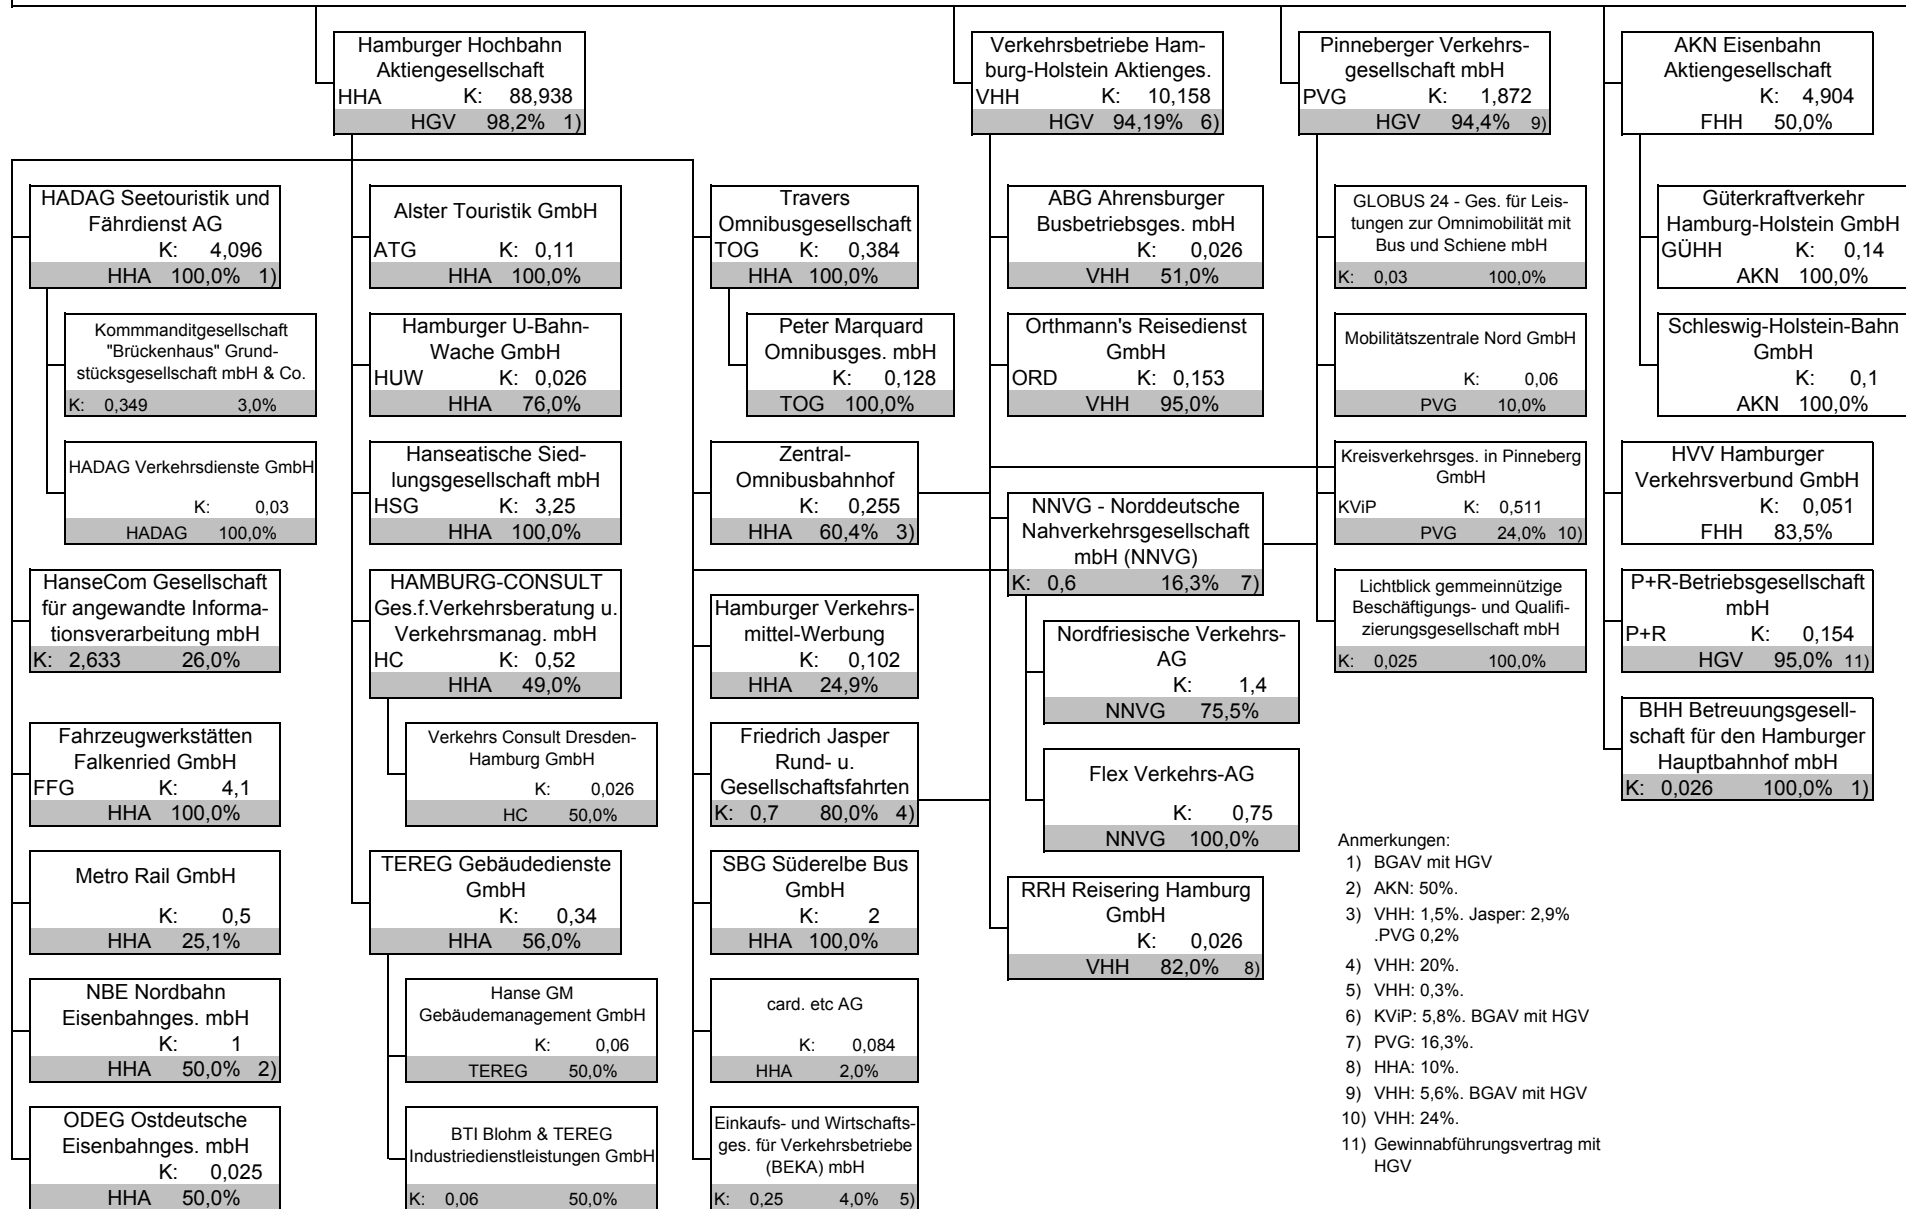 Hamburger Hochbahn
Aktiengesellschaft
HHA K: 88,938
HGV 98,2% 1)
Verkehrsbetriebe Ham-
burg-Holstein Aktienges.
VHH K: 10,158
HGV 94,19% 6)
Pinneberger Verkehrs-
gesellschaft mbH
PVG K: 1,872
HGV 94,4% 9)
AKN Eisenbahn
Aktiengesellschaft
K: 4,904
FHH 50,0%
HADAG Seetouristik und
Fährdienst AG
K: 4,096
HHA 100,0% 1)
Kommmanditgesellschaft
"Brückenhaus" Grund-
stücksgesellschaft mbH & Co.
K: 0,349 3,0%
HADAG Verkehrsdienste GmbH
K: 0,03
HADAG 100,0%
HanseCom Gesellschaft
für angewandte Informa-
tionsverarbeitung mbH
K: 2,633 26,0%
Fahrzeugwerkstätten
Falkenried GmbH
FFG K: 4,1
HHA 100,0%
Metro Rail GmbH
K: 0,5
HHA 25,1%
NBE Nordbahn
Eisenbahnges. mbH
K: 1
HHA 50,0% 2)
ODEG Ostdeutsche
Eisenbahnges. mbH
K: 0,025
HHA 50,0%
Alster Touristik GmbH
ATG K: 0,11
HHA 100,0%
Hamburger U-Bahn-
Wache GmbH
HUW K: 0,026
HHA 76,0%
Hanseatische Sied-
lungsgesellschaft mbH
HSG K: 3,25
HHA 100,0%
HAMBURG-CONSULT
Ges.f.Verkehrsberatung u.
Verkehrsmanag. mbH
HC K: 0,52
HHA 49,0%
Verkehrs Consult Dresden-
Hamburg GmbH
K: 0,026
HC 50,0%
TEREG Gebäudedienste
GmbH
K: 0,34
HHA 56,0%
Hanse GM
Gebäudemanagement GmbH
K: 0,06
TEREG 50,0%
BTI Blohm & TEREG
Industriedienstleistungen GmbH
K: 0,06 50,0%
Travers
Omnibusgesellschaft
TOG K: 0,384
HHA 100,0%
Peter Marquard
Omnibusges. mbH
K: 0,128
TOG 100,0%
Zentral-
Omnibusbahnhof
K: 0,255
HHA 60,4% 3)
Hamburger Verkehrs-
mittel-Werbung
K: 0,102
HHA 24,9%
Friedrich Jasper
Rund- u.
Gesellschaftsfahrten
K: 0,7 80,0% 4)
SBG Süderelbe Bus
GmbH
K: 2
HHA 100,0%
card. etc AG
K: 0,084
HHA 2,0%
Einkaufs- und Wirtschafts-
ges. für Verkehrsbetriebe
(BEKA) mbH
K: 0,25 4,0% 5)
ABG Ahrensburger
Busbetriebsges. mbH
K: 0,026
VHH 51,0%
Orthmann's Reisedienst
GmbH
ORD K: 0,153
VHH 95,0%
NNVG - Norddeutsche
Nahverkehrsgesellschaft
mbH (NNVG)
K: 0,6 16,3% 7)
Nordfriesische Verkehrs-
AG
K: 1,4
NNVG 75,5%
Flex Verkehrs-AG
K: 0,75
NNVG 100,0%
RRH Reisering Hamburg
GmbH
K: 0,026
VHH 82,0% 8)
GLOBUS 24 - Ges. für Leis-
tungen zur Omnimobilität mit
Bus und Schiene mbH
K: 0,03 100,0%
Mobilitätszentrale Nord GmbH
K: 0,06
PVG 10,0%
Kreisverkehrsges. in Pinneberg
GmbH
KViP K: 0,511
PVG 24,0% 10)
Lichtblick gemmeinnützige
Beschäftigungs- und Qualifi-
zierungsgesellschaft mbH
K: 0,025 100,0%
Güterkraftverkehr
Hamburg-Holstein GmbH
GÜHH K: 0,14
AKN 100,0%
Schleswig-Holstein-Bahn
GmbH
K: 0,1
AKN 100,0%
HVV Hamburger
Verkehrsverbund GmbH
K: 0,051
FHH 83,5%
P+R-Betriebsgesellschaft
mbH
P+R K: 0,154
HGV 95,0% 11)
BHH Betreuungsgesell-
schaft für den Hamburger
Hauptbahnhof mbH
K: 0,026 100,0% 1)
Anmerkungen:
1) BGAV mit HGV
2) AKN: 50%.
3) VHH: 1,5%. Jasper: 2,9%
.PVG 0,2%
4) VHH: 20%.
5) VHH: 0,3%.
6) KViP: 5,8%. BGAV mit HGV
7) PVG: 16,3%.
8) HHA: 10%.
9) VHH: 5,6%. BGAV mit HGV
10) VHH: 24%.
11) Gewinnabführungsvertrag mit
HGV